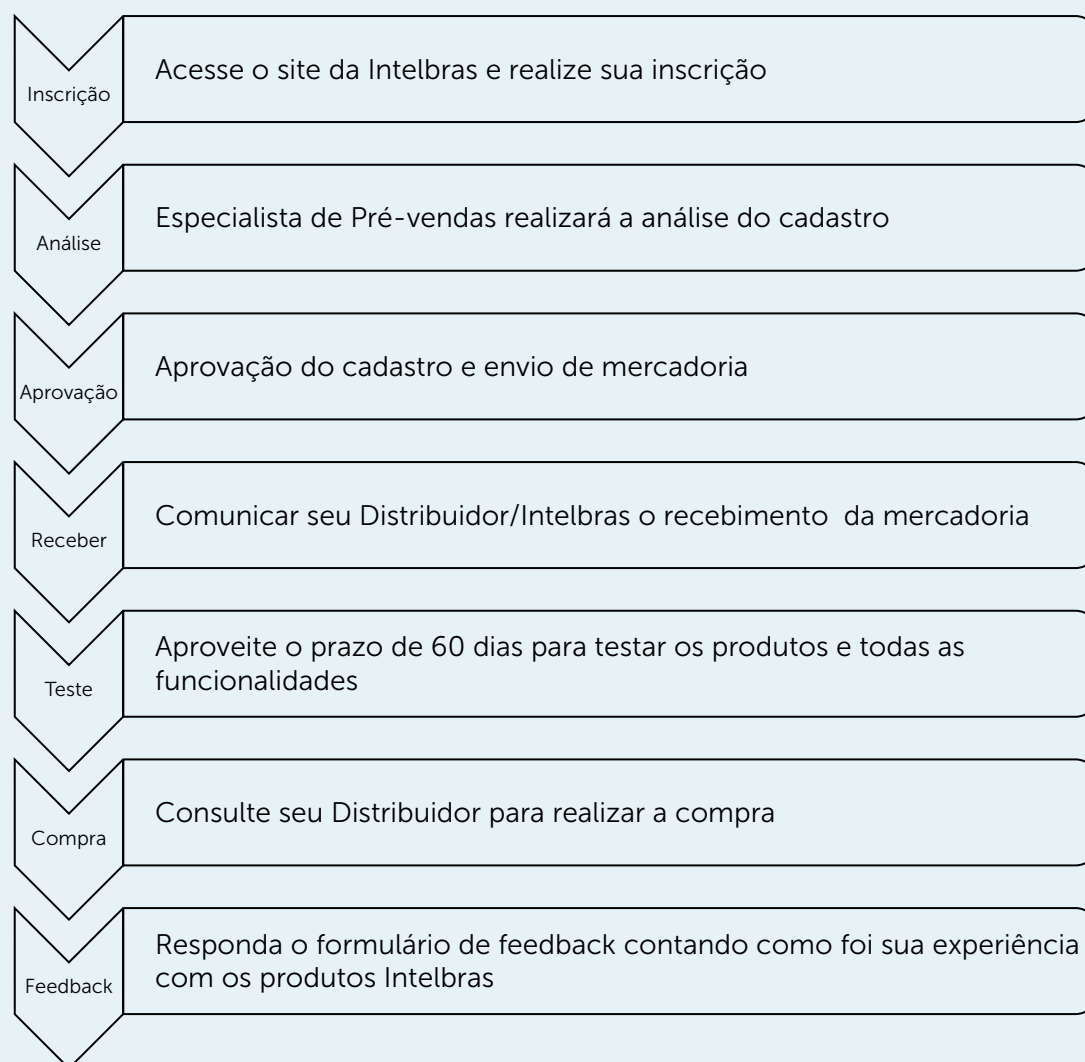 Inscrição
Acesse o site da Intelbras e realize sua inscrição
Análise
Especialista de Pré-vendas realizará a análise do cadastro
Aprovação
Aprovação do cadastro e envio de mercadoria
Receber
Comunicar seu Distribuidor/Intelbras o recebimento  da mercadoria
Teste
Aproveite o prazo de 60 dias para testar os produtos e todas as
funcionalidades
Compra
Consulte seu Distribuidor para realizar a compra
Feedback
Responda o formulário de feedback contando como foi sua experiência
com os produtos Intelbras